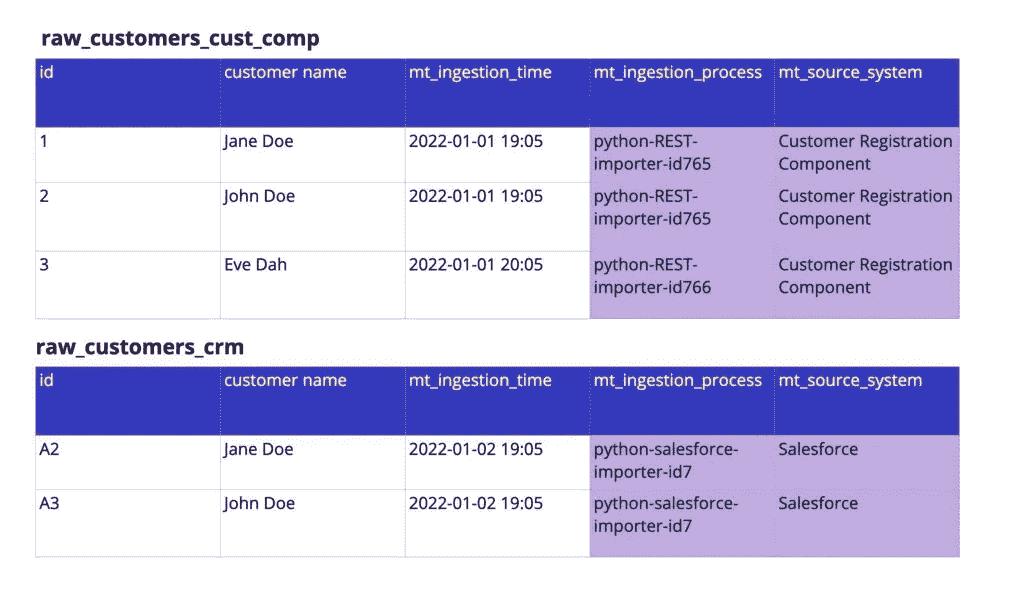 raw_customers_cust_comp
id customer name mt_ingestion_time mt_ingestion_process mt_source_system
1 Jane Doe 2022-01-01 19:05 python-REST- Customer Registration
importer-id765 Component
2 John Doe 2022-01-01 19:05 python-REST- Customer Registration
importer-id765 Component
3 Eve Dah 2022-01-01 20:05 python-REST- Customer Registration
importer-id766 Component
raw_customers_crm
id customer name mt_ingestion_time mt_ingestion_process mt_source_system
A2 Jane Doe 2022-01-02 19:05 python-salesforce- Salesforce
importer-id7
A3 John Doe 2022-01-02 19:05 python-salesforce- Salesforce
importer-id7